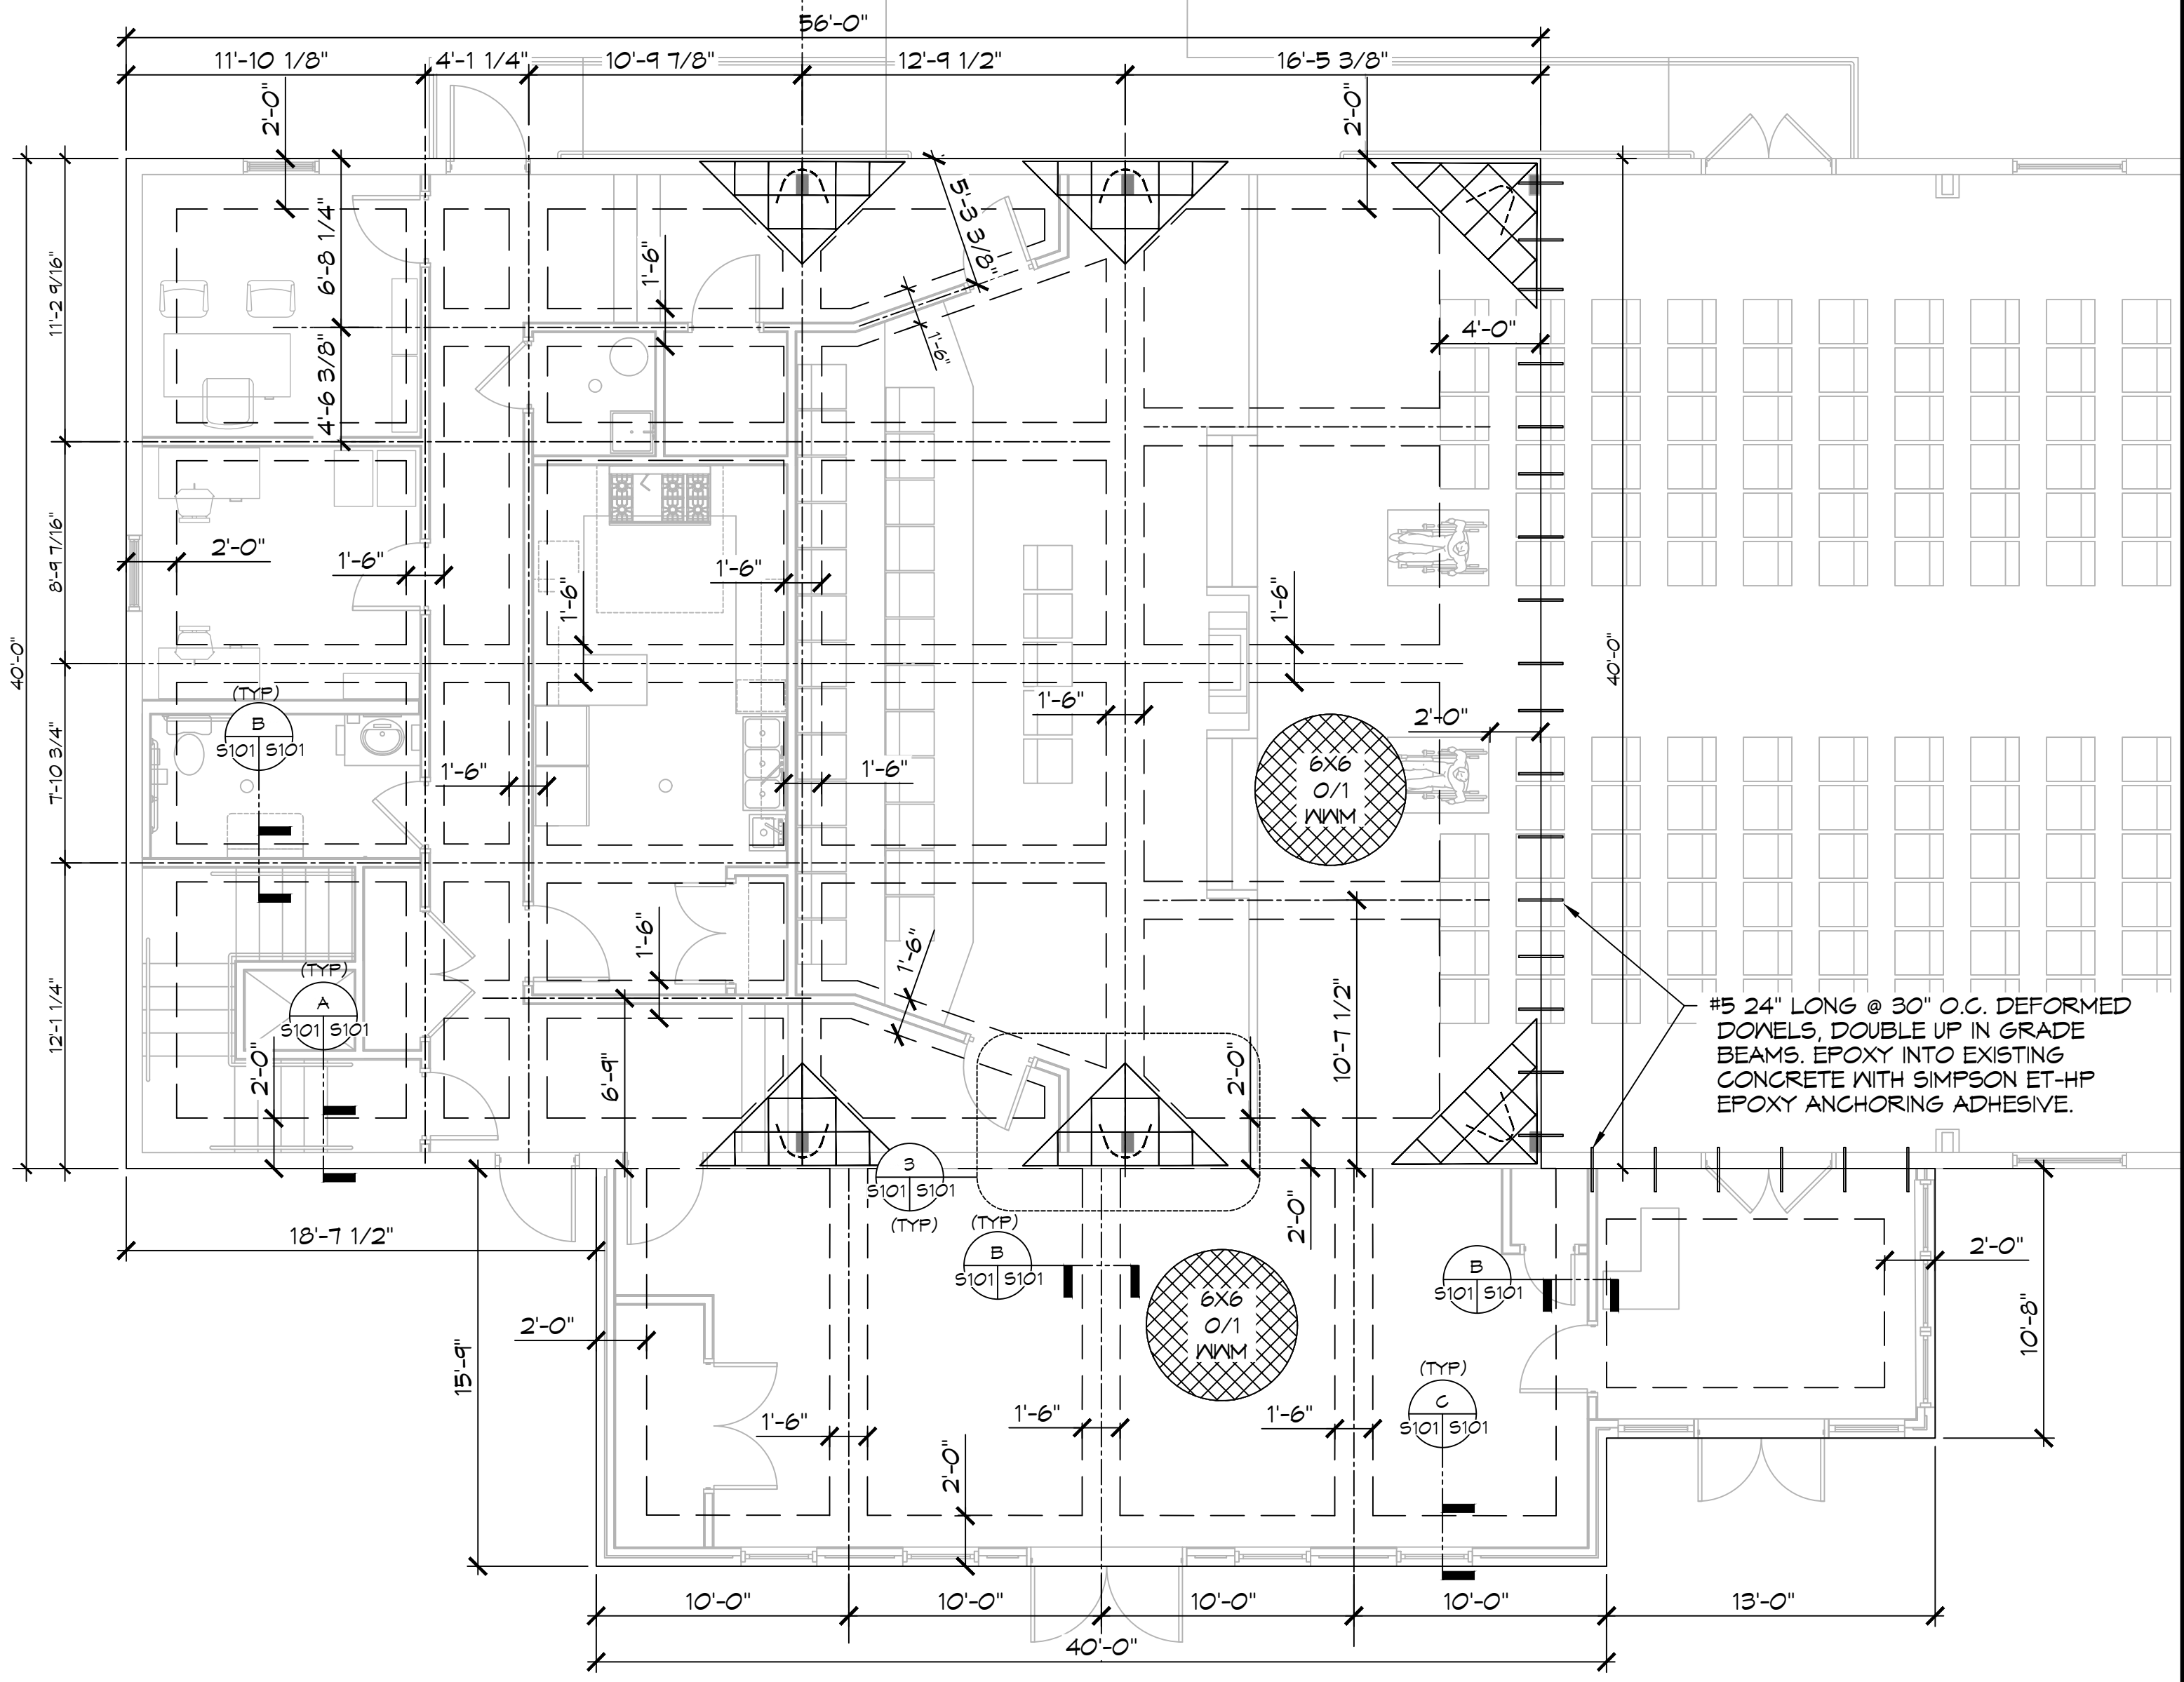 56'-0"
11'-10 1/8"
4'-1 1/4"
10'-9 7/8"
12'-9 1/2"
16'-5 3/8"
2'-0"
2'-0"
5'-3 3/8"
6'-8 1/4"
1'-6"
11'-2 9/16"
4'-0"
1'-6"
4'-6 3/8"
8'-9 7/16"
2'-0"
1'-6"
1'-6"
1'-6"
1'-6"
40'-0"
40'-0"
(TYP)
B
S101 S101
1'-6"
2'-0"
7'-10 3/4"
1'-6"
1'-6"
6X6
0/1
WWM
1'-6"
1'-6"
(TYP)
A
S101 S101
12'-1 1/4"
2'-0"
6'-9"
2'-0"
10'-7 1/2"
#5 24" LONG @ 30" O.C. DEFORMED
DOWELS, DOUBLE UP IN GRADE
BEAMS. EPOXY INTO EXISTING
CONCRETE WITH SIMPSON ET-HP
EPOXY ANCHORING ADHESIVE.
3
S101 S101
(TYP)
18'-7 1/2"
(TYP)
B
S101 S101
2'-0"
B
S101 S101
2'-0"
6X6
0/1
WWM
2'-0"
15'-9"
10'-8"
(TYP)
C
S101 S101
1'-6"
1'-6"
1'-6"
2'-0"
10'-0"
10'-0"
10'-0"
10'-0"
13'-0"
40'-0"